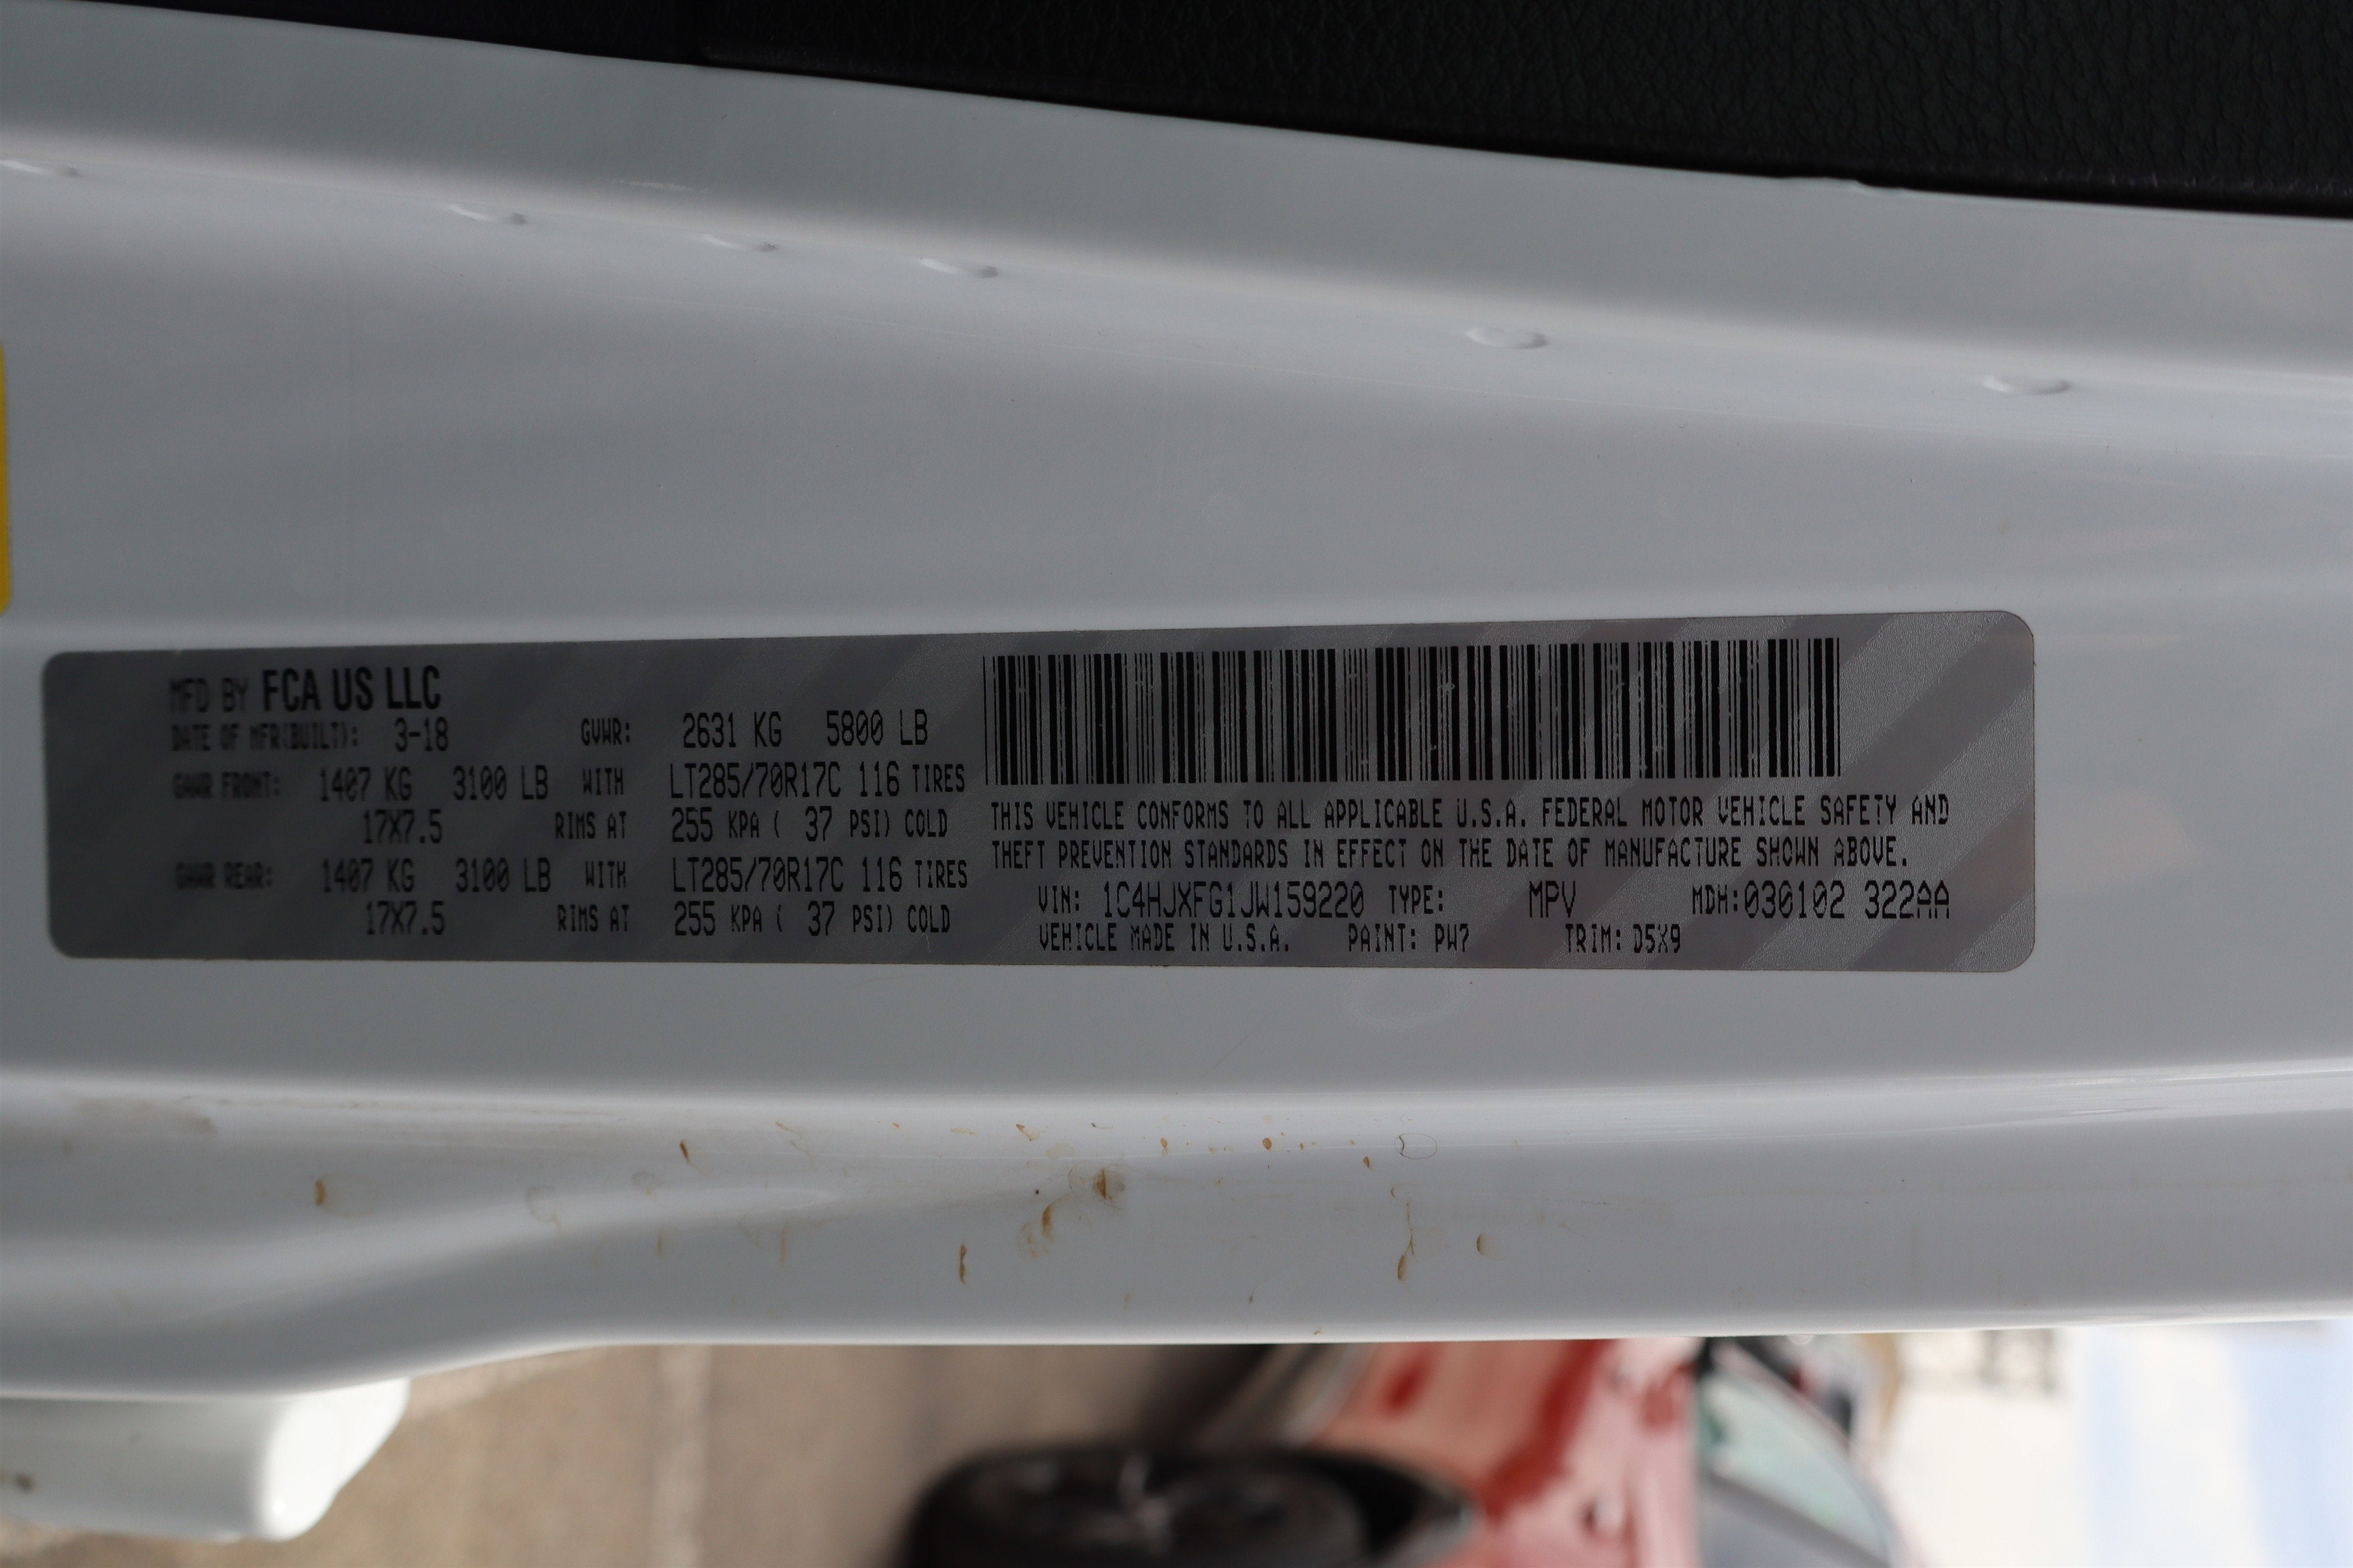 MFD BY FCA US LLC
DATE OF MFR(BUILT): 3-18 GVWR: 2631 KG 5800 LB
GAWR FRONT: 1407 KG 3100 LB WITH LT285/70R17C 116 TIRES
17X7.5 RIMS AT 255 KPA ( 37 PSI) COLD
GAWR REAR: 1407 KG 3100 LB WITH LT285/70R17C 116 TIRES
17X7.5 RIMS AT 255 KPA ( 37 PSI) COLD
THIS VEHICLE CONFORMS TO ALL APPLICABLE U.S.A. FEDERAL MOTOR VEHICLE SAFETY AND
THEFT PREVENTION STANDARDS IN EFFECT ON THE DATE OF MANUFACTURE SHOWN ABOVE.
VIN: 1C4HJXFG1JW159220 TYPE: MPV MDH:030102 322AA
VEHICLE MADE IN U.S.A. PAINT: PW7 TRIM: D5X9